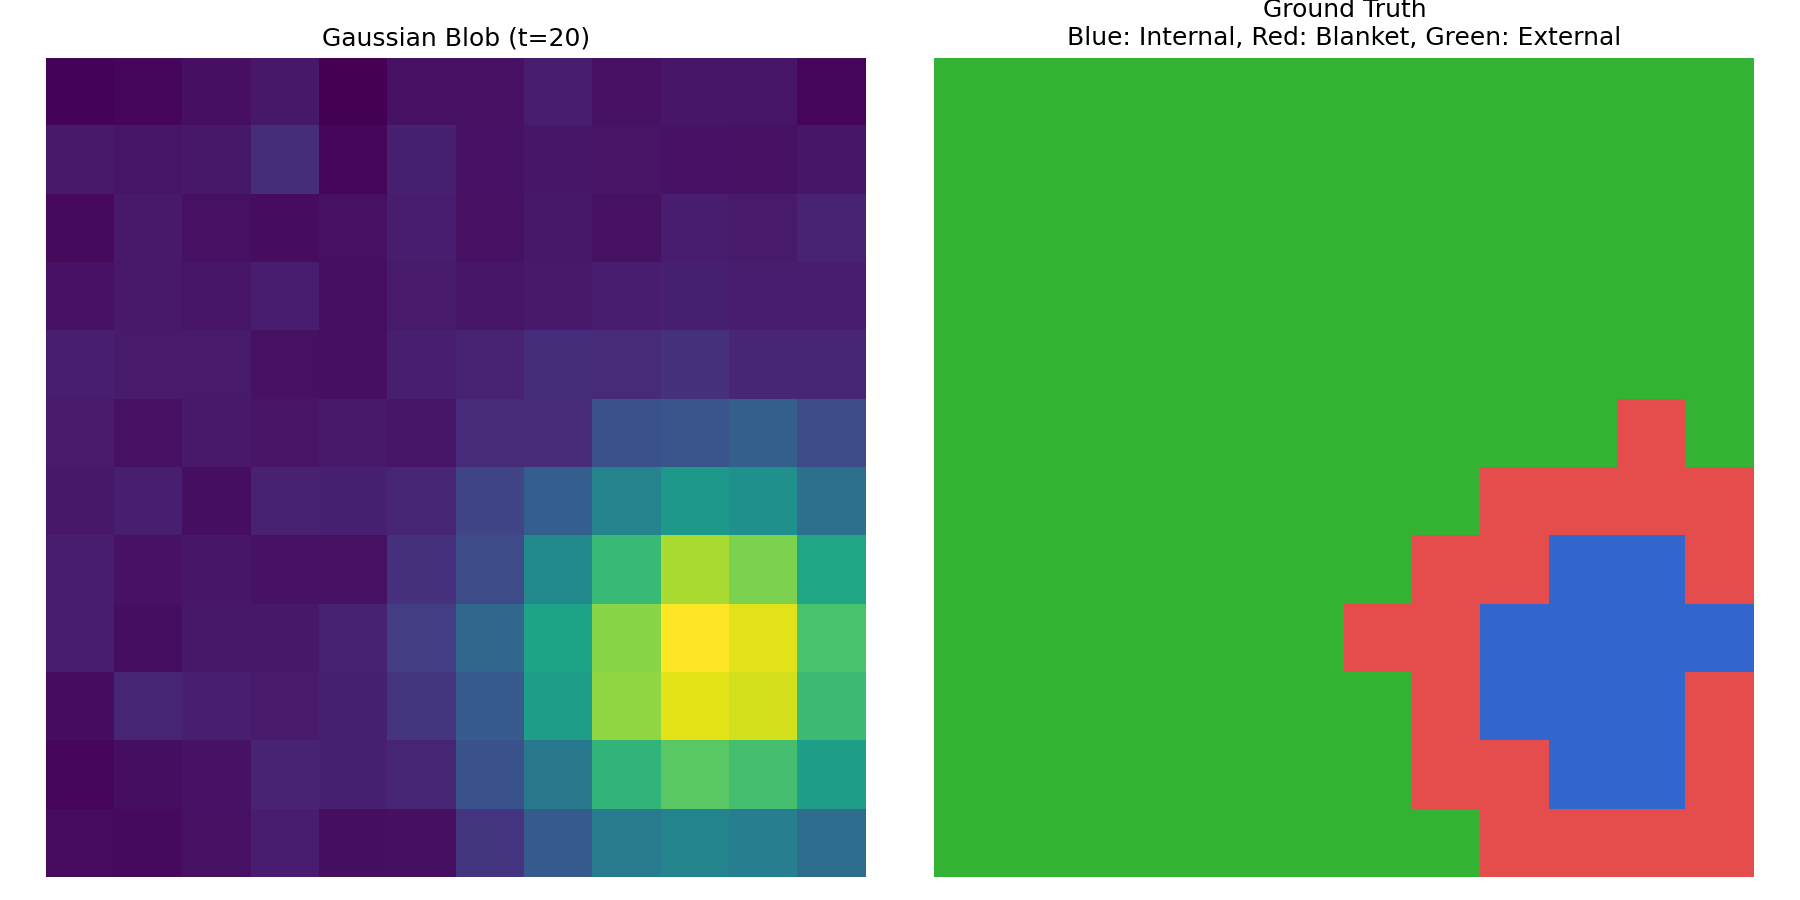 Gaussian Blob (t=20)
Ground Truth
Blue: Internal, Red: Blanket, Green: External